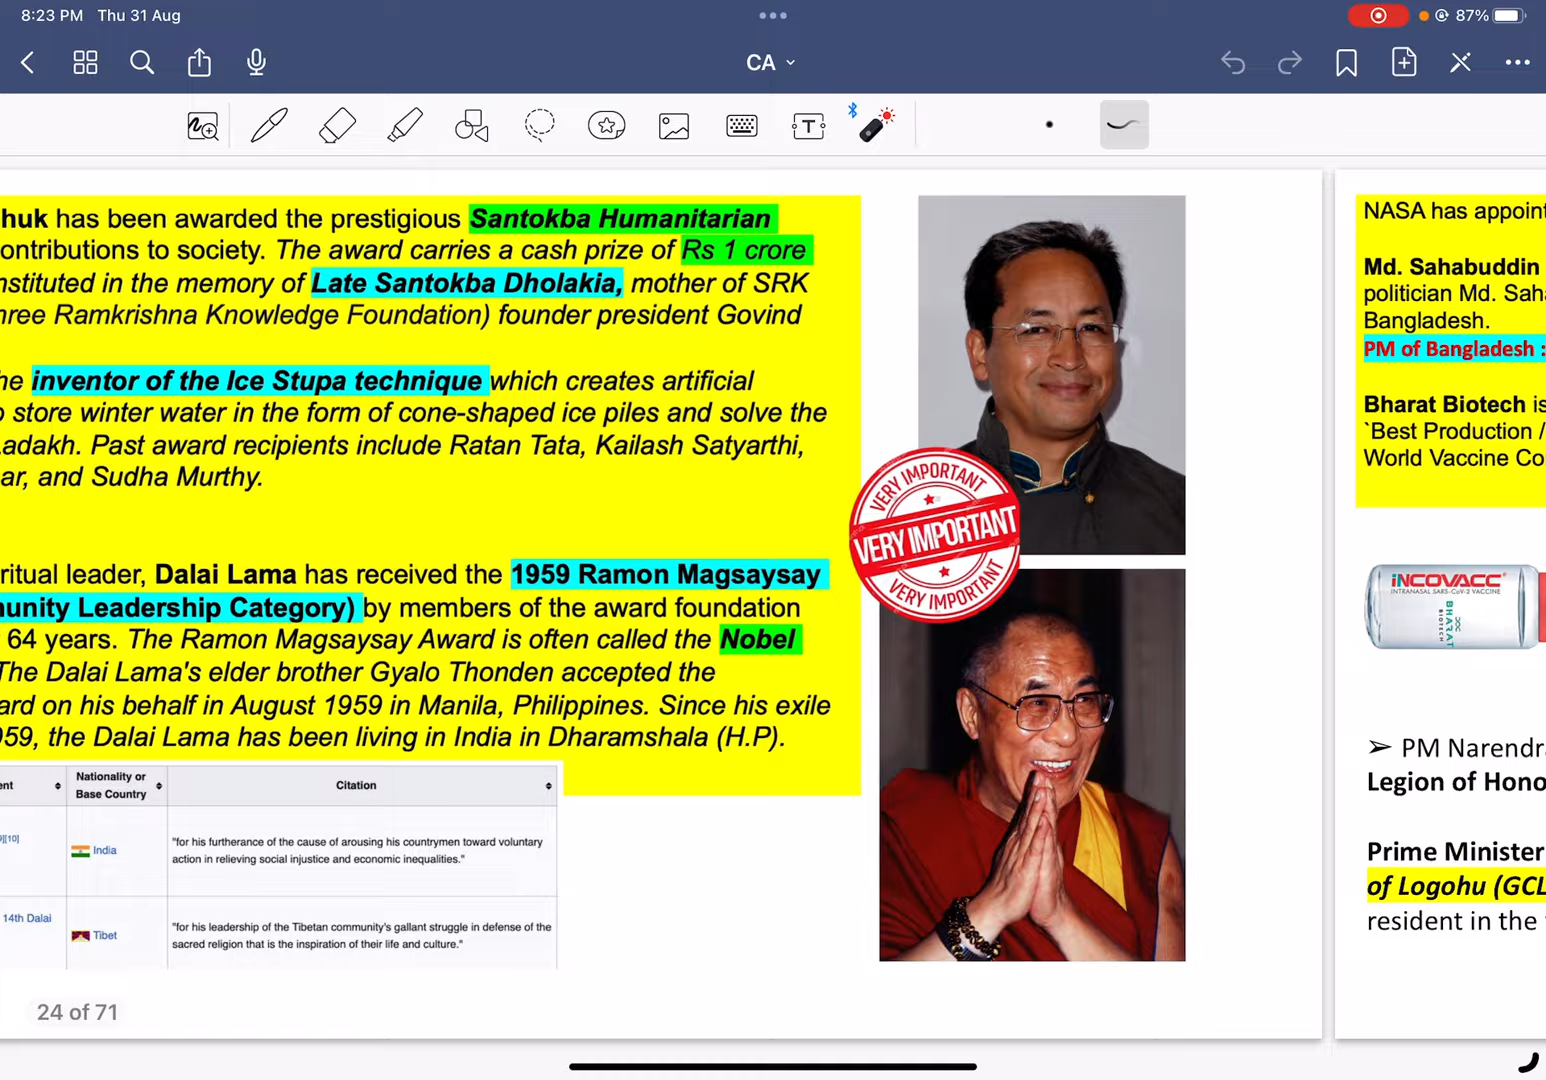 8:23 PM Thu 31 Aug
87%
CA
huk has been awarded the prestigious Santokba Humanitarian
ontributions to society. The award carries a cash prize of Rs 1 crore
nstituted in the memory of Late Santokba Dholakia, mother of SRK
hree Ramkrishna Knowledge Foundation) founder president Govind
he inventor of the Ice Stupa technique which creates artificial
o store winter water in the form of cone-shaped ice piles and solve the
adakh. Past award recipients include Ratan Tata, Kailash Satyarthi,
ar, and Sudha Murthy.
VERY IMPORTANT
VERY IMPORTANT
VERY IMPORTANT
ritual leader, Dalai Lama has received the 1959 Ramon Magsaysay
unity Leadership Category) by members of the award foundation
64 years. The Ramon Magsaysay Award is often called the Nobel
The Dalai Lama's elder brother Gyalo Thonden accepted the
ard on his behalf in August 1959 in Manila, Philippines. Since his exile
959, the Dalai Lama has been living in India in Dharamshala (H.P).
ent
Nationality or
Base Country
Citation
][10]
India
"for his furtherance of the cause of arousing his countrymen toward voluntary
action in relieving social injustice and economic inequalities."
14th Dalai
Tibet
"for his leadership of the Tibetan community's gallant struggle in defense of the
sacred religion that is the inspiration of their life and culture."
24 of 71
NASA has appoint
Md. Sahabuddin
politician Md. Saha
Bangladesh.
PM of Bangladesh :
Bharat Biotech is
`Best Production /
World Vaccine Co
iNCOVACC
INTRANASAL SARS-CoV-2 VACCINE
BHARAT
BIOTECH
➢ PM Narendra
Legion of Hono
Prime Minister
of Logohu (GCL
resident in the